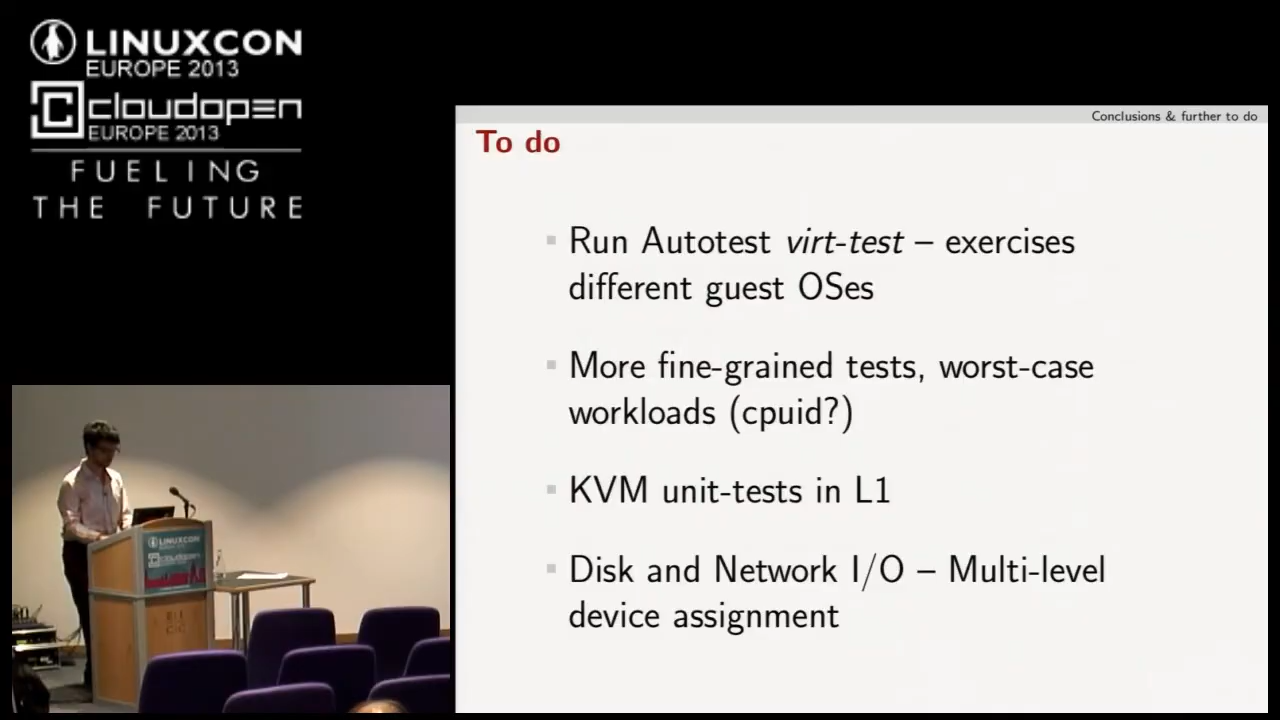 LINUXCON
EUROPE 2013
cloudopen
EUROPE 2013
FUELING
THE FUTURE
Conclusions & further to do
To do
Run Autotest virt-test – exercises
different guest OSes
More fine-grained tests, worst-case
workloads (cpuid?)
KVM unit-tests in L1
Disk and Network I/O – Multi-level
device assignment
LINUXCON
cloudopen